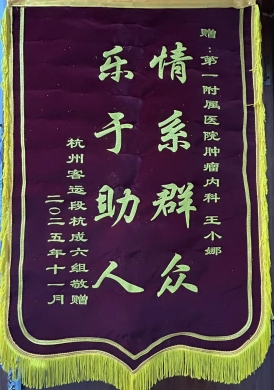 赠：第一附属医院肿瘤内科 王小娜
情系群众
乐于助人
杭州客运段杭成六组敬赠
二〇二五年十一月